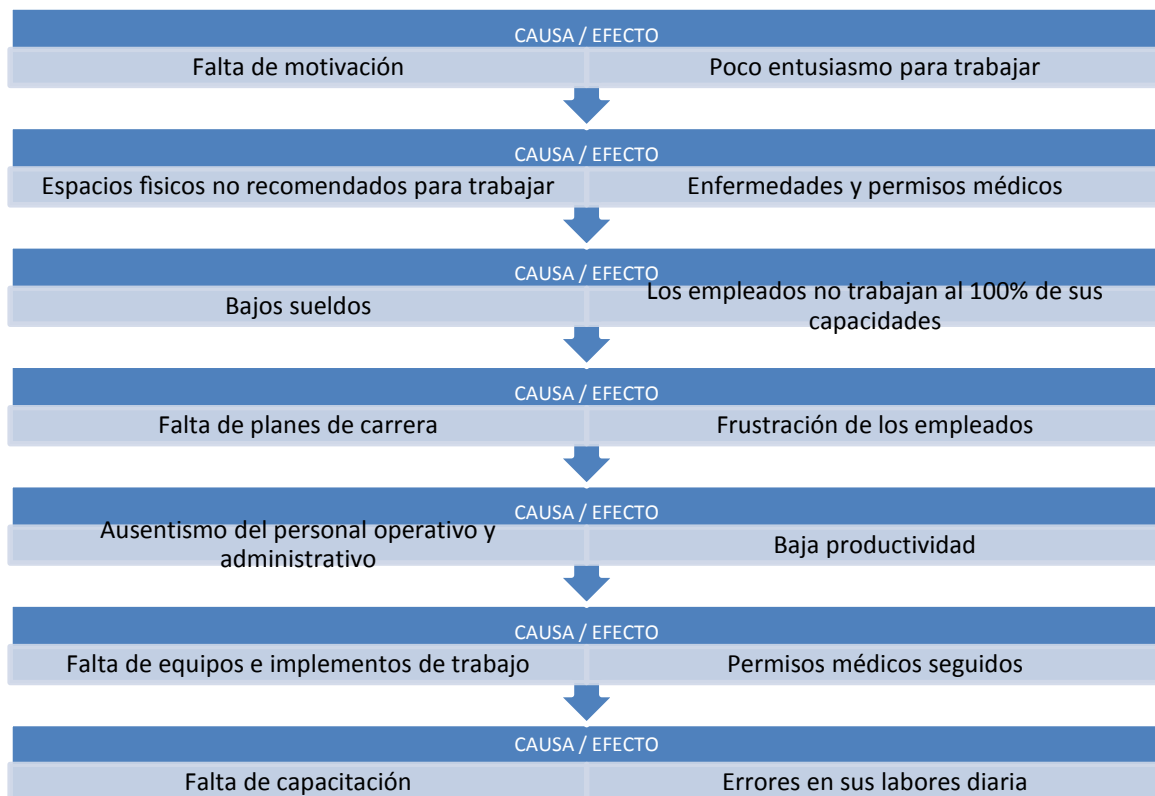 CAUSA / EFECTO
Falta de motivación
Poco entusiasmo para trabajar
CAUSA / EFECTO
Espacios fìsicos no recomendados para trabajar
Enfermedades y permisos médicos
CAUSA / EFECTO
Bajos sueldos
Los empleados no trabajan al 100% de sus
capacidades
CAUSA / EFECTO
Falta de planes de carrera
Frustración de los empleados
CAUSA / EFECTO
Ausentismo del personal operativo y
administrativo
Baja productividad
CAUSA / EFECTO
Falta de equipos e implementos de trabajo
Permisos médicos seguidos
CAUSA / EFECTO
Falta de capacitación
Errores en sus labores diaria